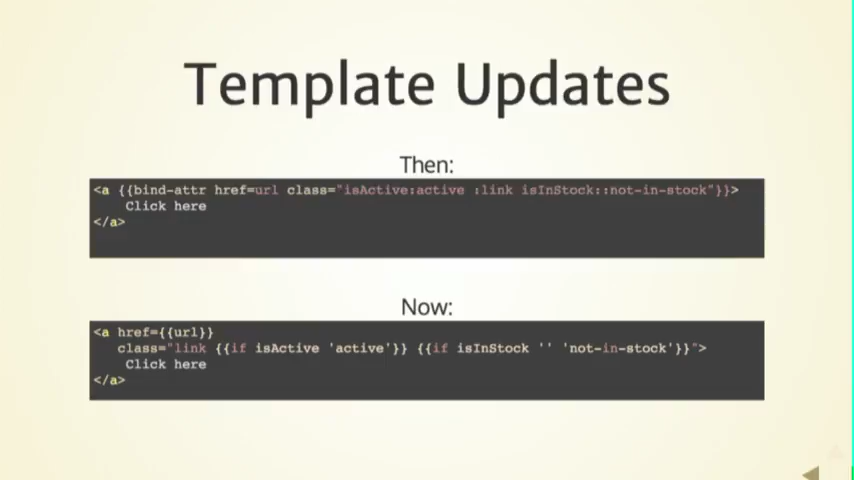 Template Updates
Then:
<a {{bind-attr href=url class="isActive:active :link isInStock::not-in-stock"}}>
Click here
</a>
Now:
<a href={{url}}
class="link {{if isActive 'active'}} {{if isInStock '' 'not-in-stock'}}">
Click here
</a>